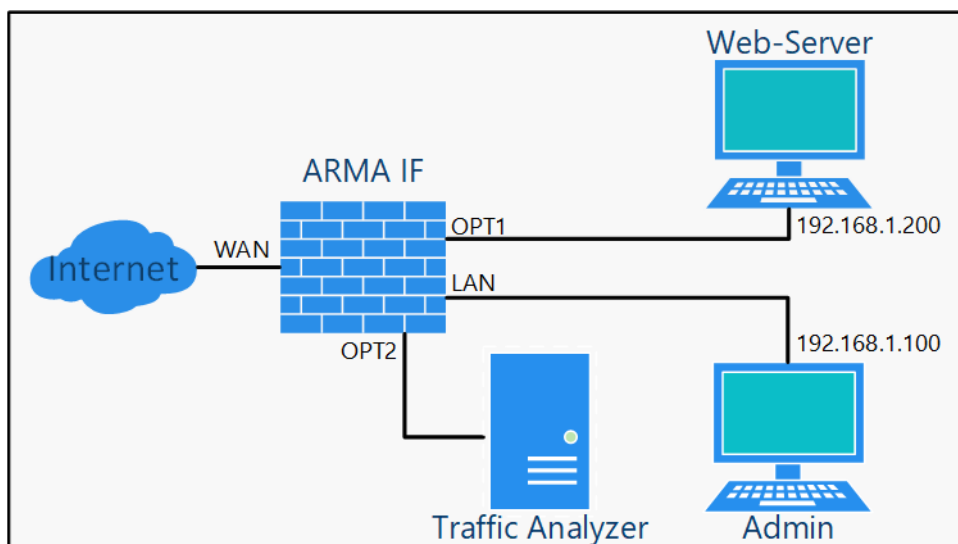 Web-Server
ARMA IF
OPT1
192.168.1.200
WAN
Internet
LAN
OPT2
192.168.1.100
Traffic Analyzer
Admin